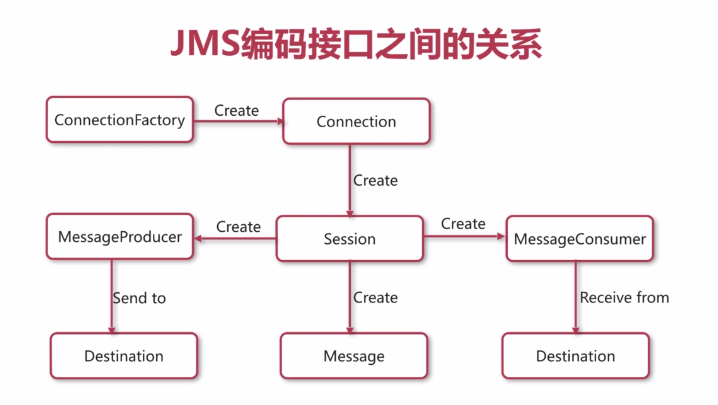 JMS编码接口之间的关系
ConnectionFactory
Create
Connection
Create
MessageProducer
Create
Session
Create
MessageConsumer
Send to
Create
Receive from
Destination
Message
Destination